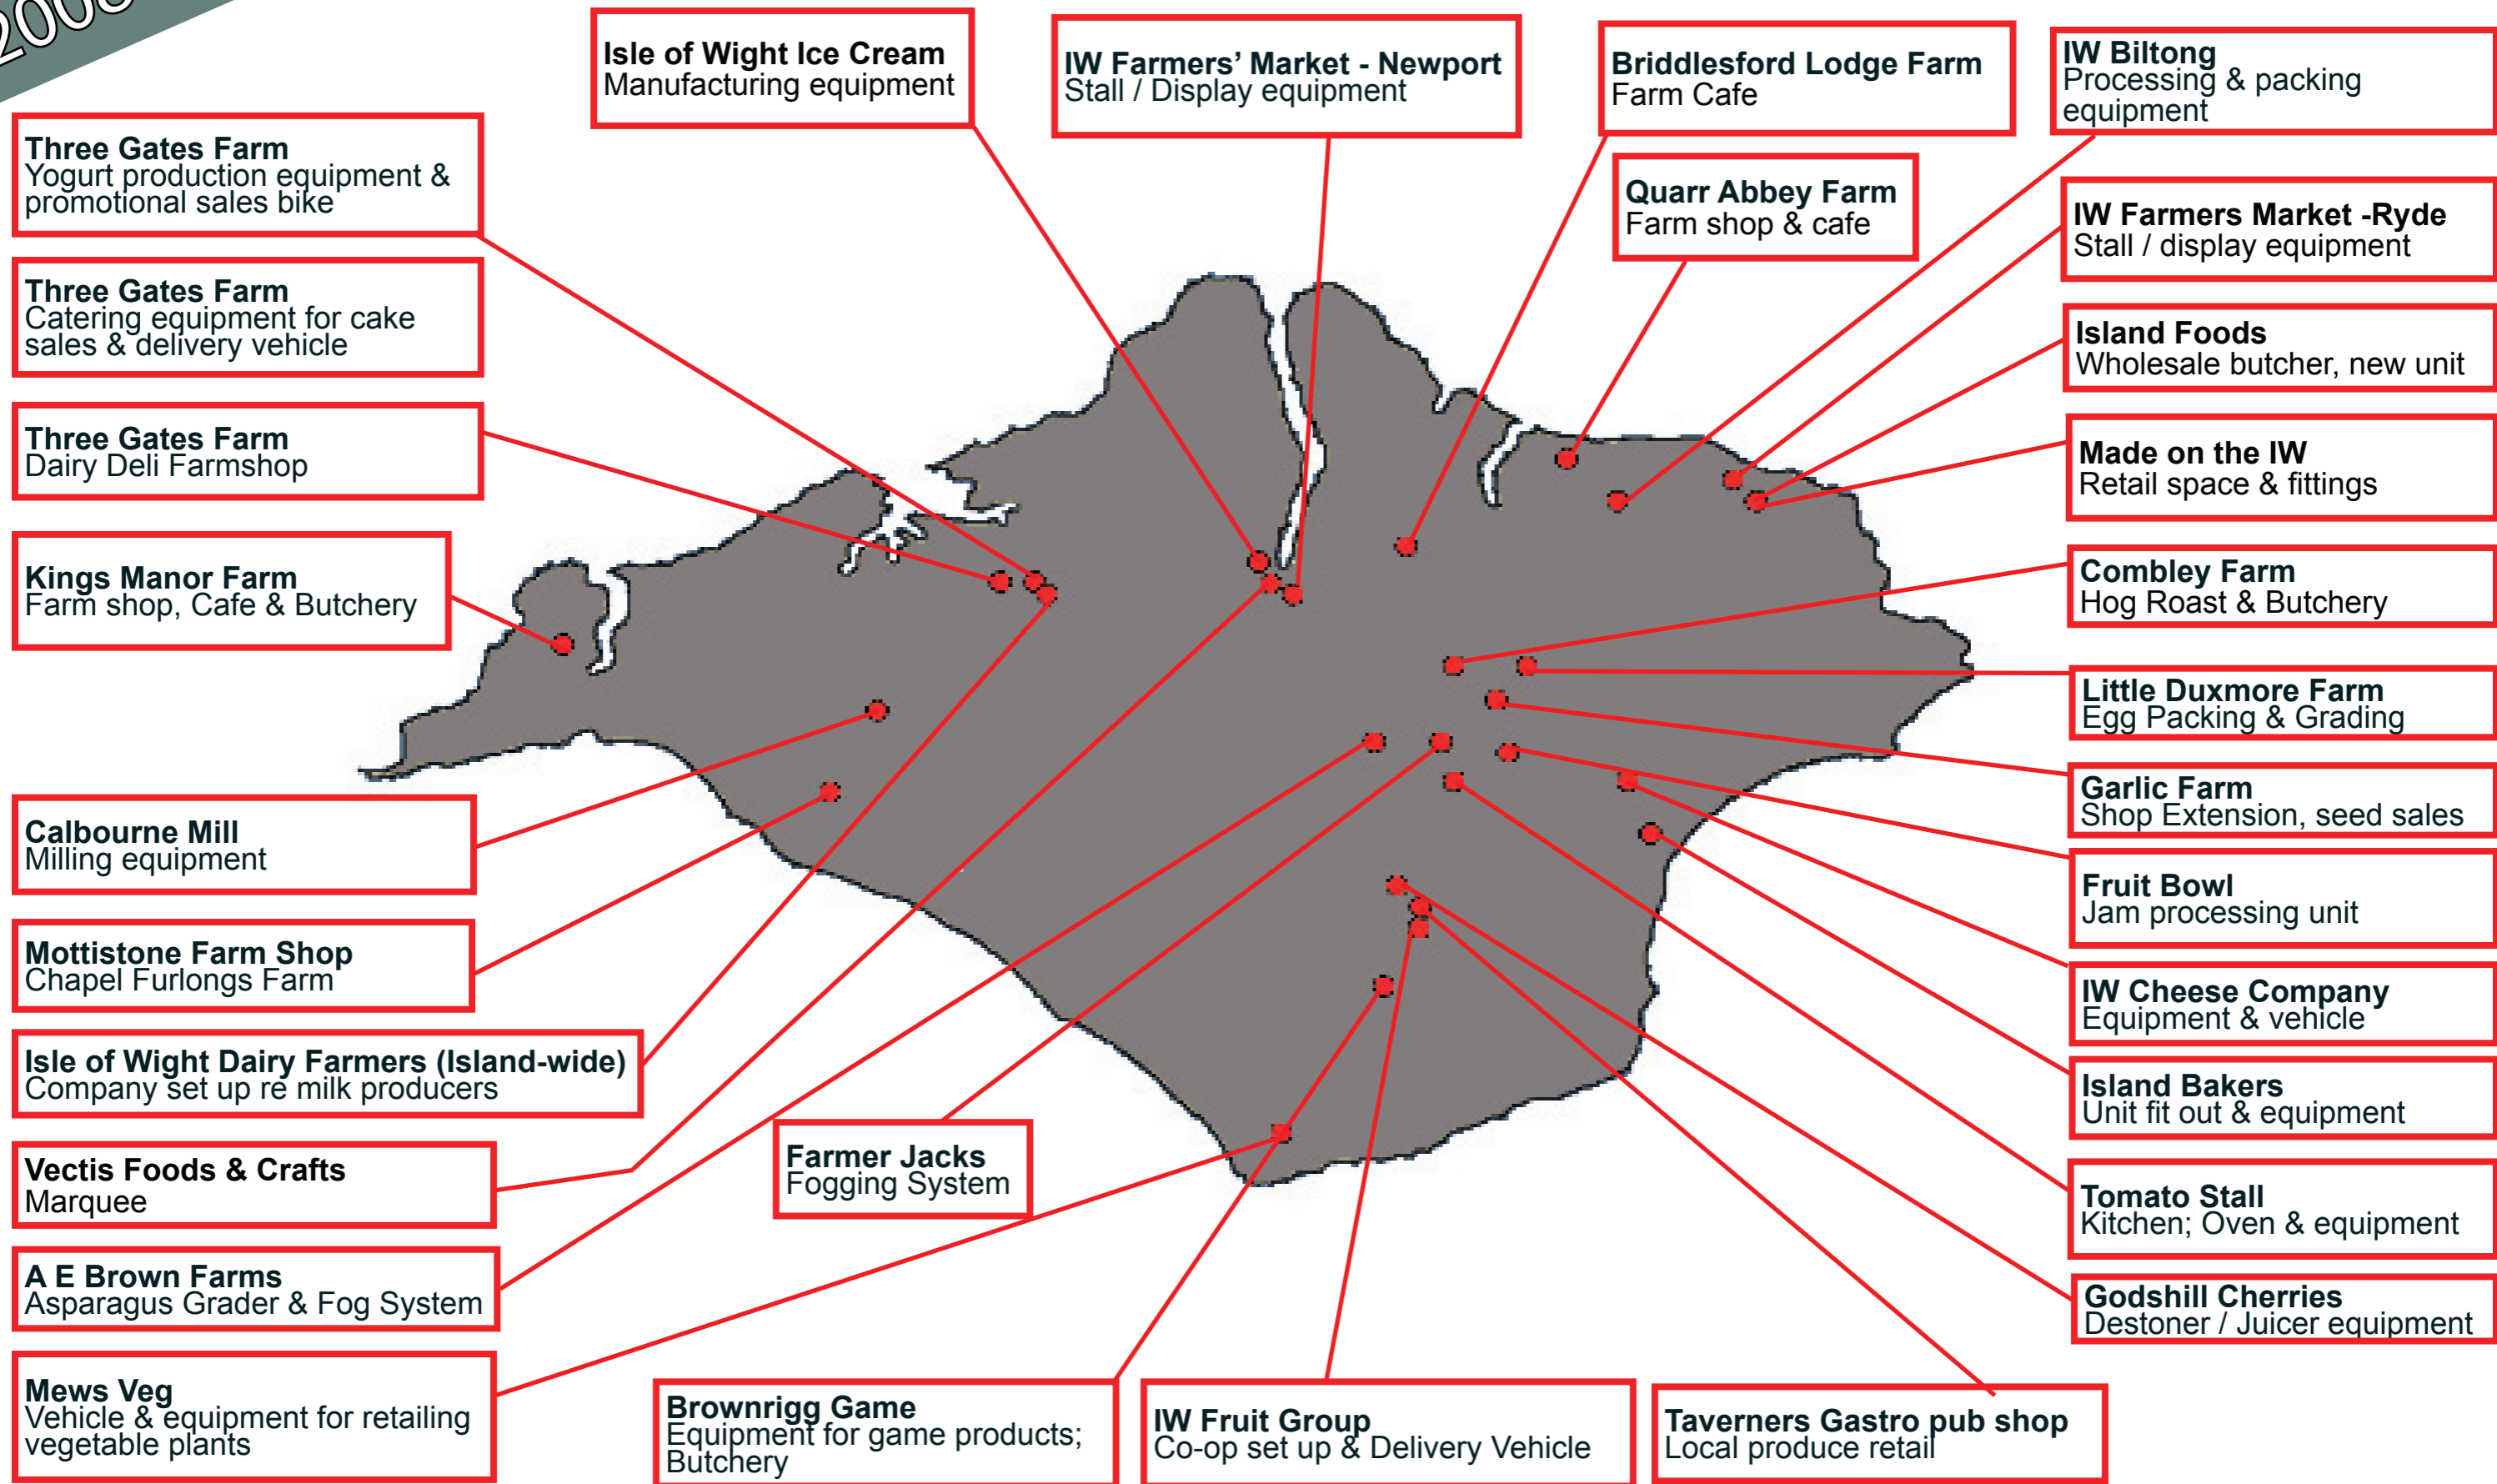 2008
Isle of Wight Ice Cream
Manufacturing equipment
IW Farmers’ Market - Newport
Stall / Display equipment
Briddlesford Lodge Farm
Farm Cafe
IW Biltong
Processing & packing
equipment
Three Gates Farm
Yogurt production equipment &
promotional sales bike
Quarr Abbey Farm
Farm shop & cafe
IW Farmers Market -Ryde
Stall / display equipment
Three Gates Farm
Catering equipment for cake
sales & delivery vehicle
Island Foods
Wholesale butcher, new unit
Three Gates Farm
Dairy Deli Farmshop
Made on the IW
Retail space & fittings
Kings Manor Farm
Farm shop, Cafe & Butchery
Combley Farm
Hog Roast & Butchery
Little Duxmore Farm
Egg Packing & Grading
Garlic Farm
Shop Extension, seed sales
Calbourne Mill
Milling equipment
Fruit Bowl
Jam processing unit
Mottistone Farm Shop
Chapel Furlongs Farm
IW Cheese Company
Equipment & vehicle
Isle of Wight Dairy Farmers (Island-wide)
Company set up re milk producers
Island Bakers
Unit fit out & equipment
Vectis Foods & Crafts
Marquee
Farmer Jacks
Fogging System
Tomato Stall
Kitchen; Oven & equipment
A E Brown Farms
Asparagus Grader & Fog System
Godshill Cherries
Destoner / Juicer equipment
Mews Veg
Vehicle & equipment for retailing
vegetable plants
Brownrigg Game
Equipment for game products;
Butchery
IW Fruit Group
Co-op set up & Delivery Vehicle
Taverners Gastro pub shop
Local produce retail